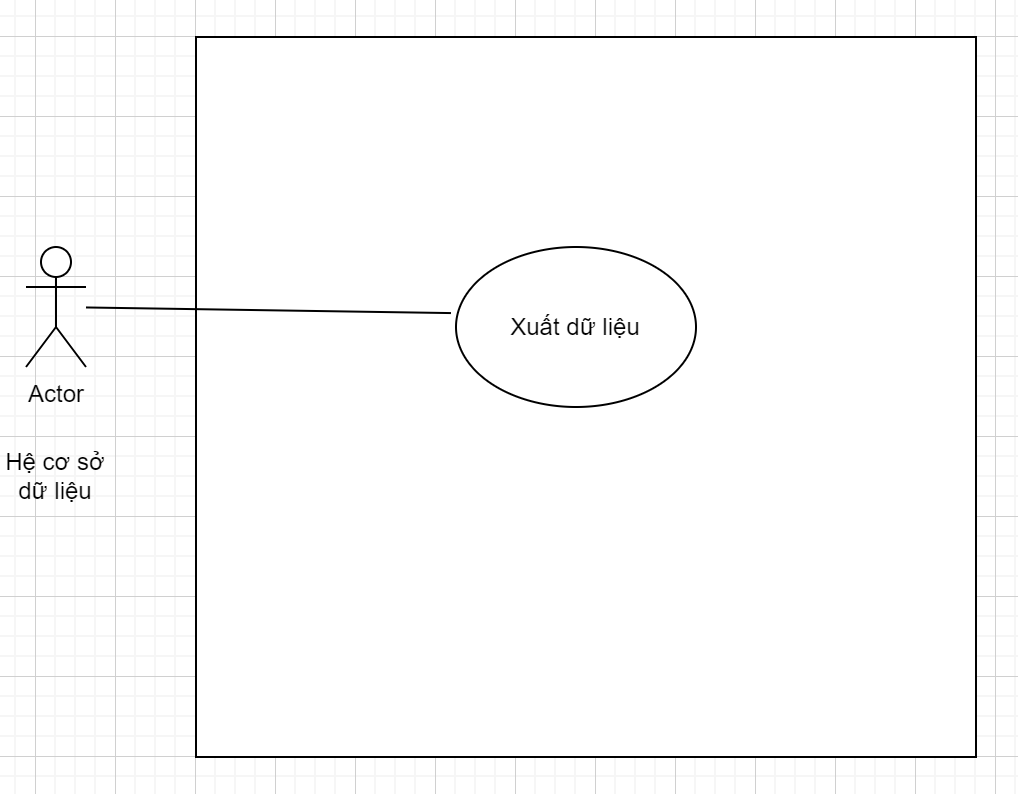 Xuất dữ liệu
Actor
Hệ cơ sở
dữ liệu